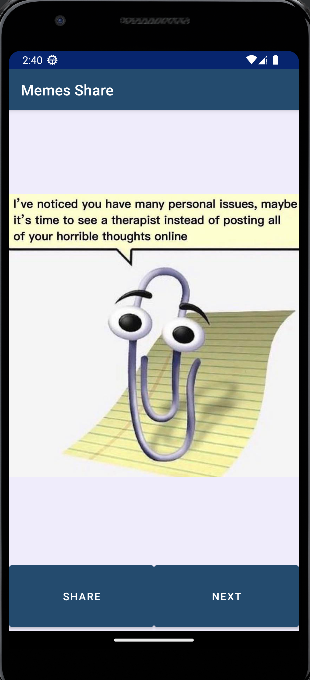 2:40
Memes Share
I've noticed you have many personal issues, maybe
it's time to see a therapist instead of posting all
of your horrible thoughts online
SHARE
NEXT